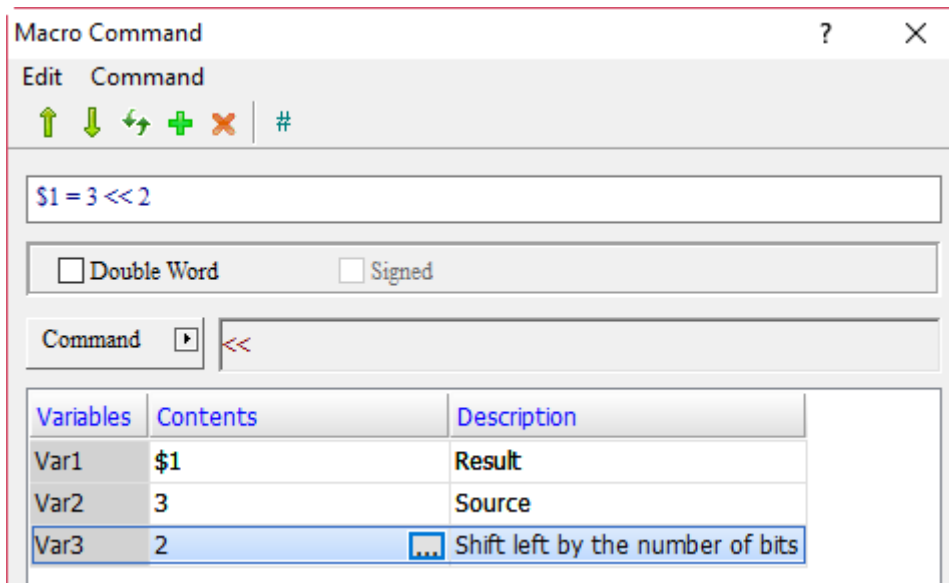 Macro Command ?
Edit Command
#
$1 = 3 << 2
Double Word Signed
Command <<
Variables Contents Description
Var1 $1 Result
Var2 3 Source
Var3 2 ... Shift left by the number of bits